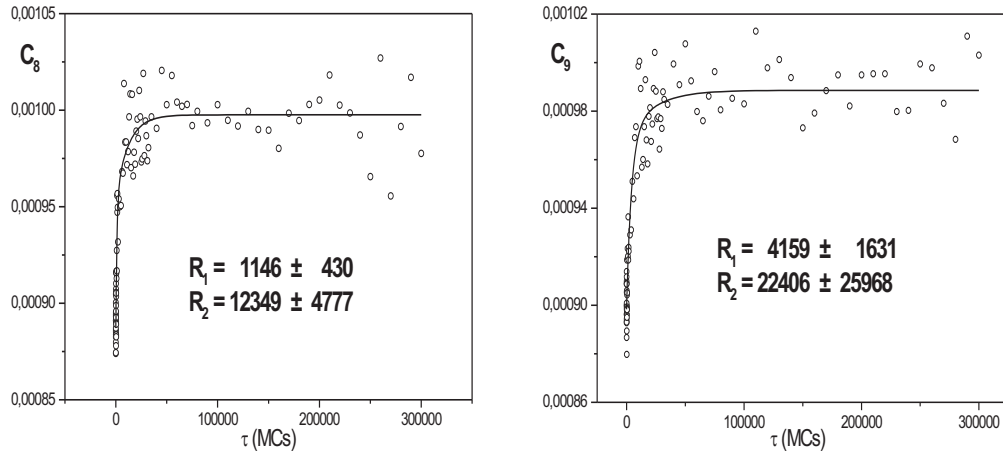 0,00105
C8
0,00100
0,00095
R1 = 1146 ± 430
R2 = 12349 ± 4777
0,00090
0,00085
0 100000 200000 300000
τ (MCs)
0,00102
C9
0,00098
0,00094
R1 = 4159 ± 1631
R2 = 22406 ± 25968
0,00090
0,00086
0 100000 200000 300000
τ (MCs)